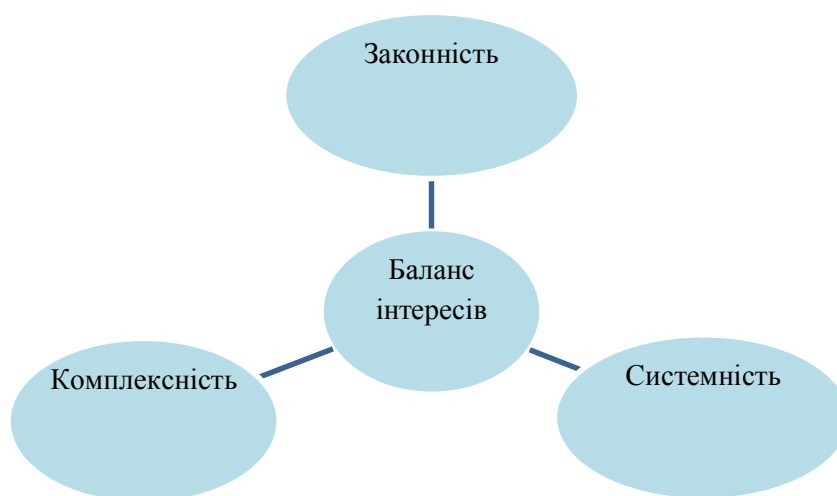 Законність
Баланс
інтересів
Комплексність
Системність